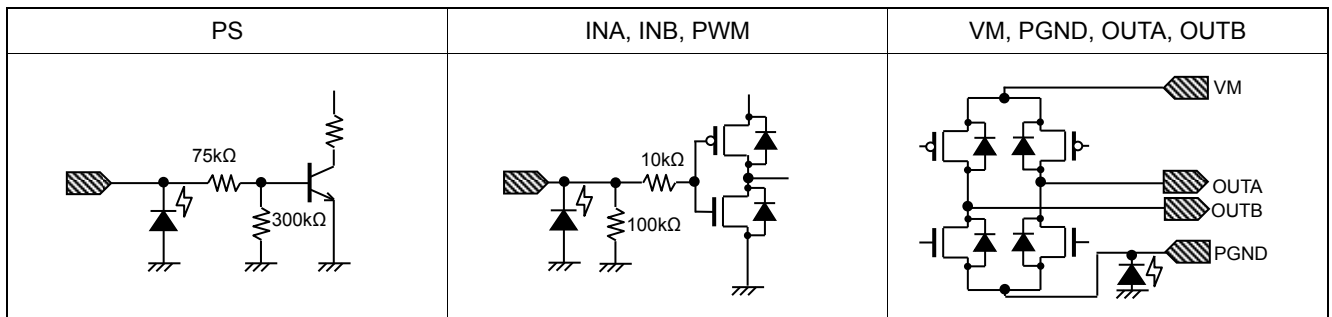 PS
INA, INB, PWM
VM, PGND, OUTA, OUTB
75kΩ
300kΩ
10kΩ
100kΩ
VM
OUTA
OUTB
PGND